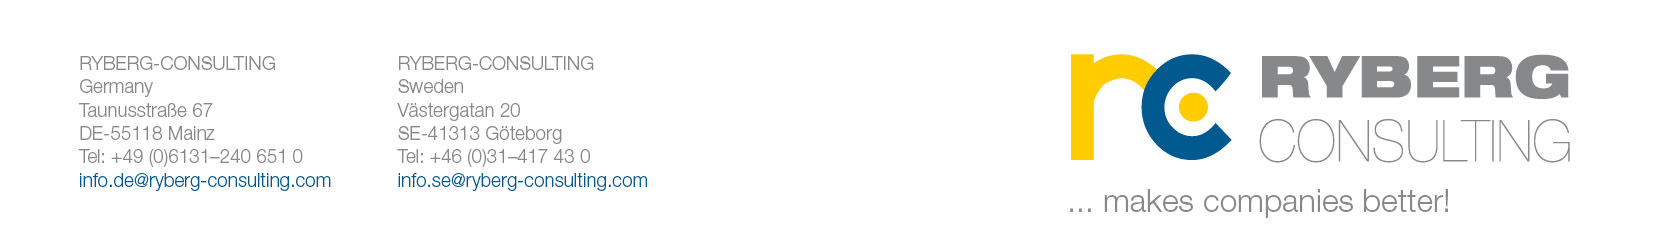 RYBERG-CONSULTING
Germany
Taunusstraße 67
DE-55118 Mainz
Tel: +49 (0)6131–240 651 0
info.de@ryberg-consulting.com
RYBERG-CONSULTING
Sweden
Västergatan 20
SE-41313 Göteborg
Tel: +46 (0)31–417 43 0
info.se@ryberg-consulting.com
rc
RYBERG
CONSULTING
... makes companies better!